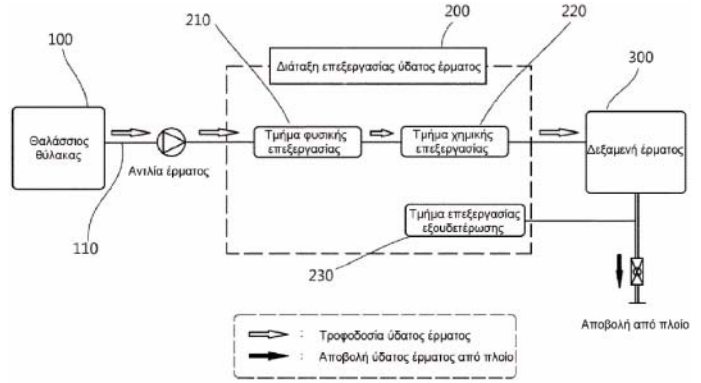 210
200
220
100
300
Διάταξη επεξεργασίας ύδατος έρματος
Θαλάσσιος
θύλακας
Αντλία έρματος
Τμήμα φυσικής
επεξεργασίας
Τμήμα χημικής
επεξεργασίας
Δεξαμενή έρματος
110
Τμήμα επεξεργασίας
εξουδετέρωσης
230
Αποβολή από πλοίο
: Τροφοδοσία ύδατος έρματος
: Αποβολή ύδατος έρματος από πλοίο